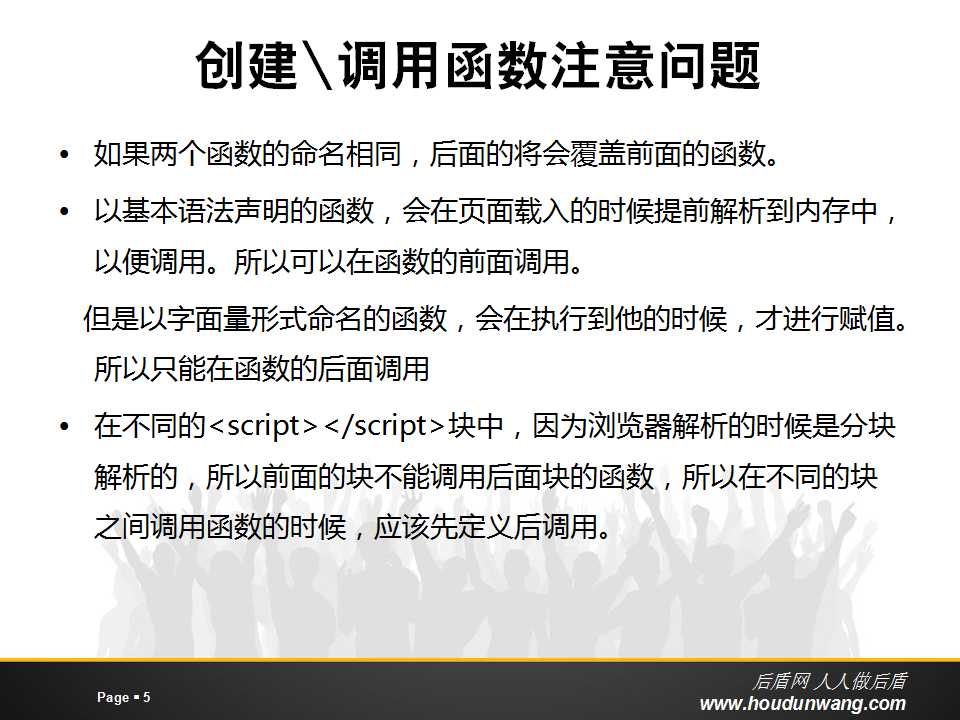 创建\调用函数注意问题
• 如果两个函数的命名相同，后面的将会覆盖前面的函数。
• 以基本语法声明的函数，会在页面载入的时候提前解析到内存中，
以便调用。所以可以在函数的前面调用。
但是以字面量形式命名的函数，会在执行到他的时候，才进行赋值。
所以只能在函数的后面调用
• 在不同的<script></script>块中，因为浏览器解析的时候是分块
解析的，所以前面的块不能调用后面块的函数，所以在不同的块
之间调用函数的时候，应该先定义后调用。
后盾网 人人做后盾
Page ▪ 5
www.houdunwang.com